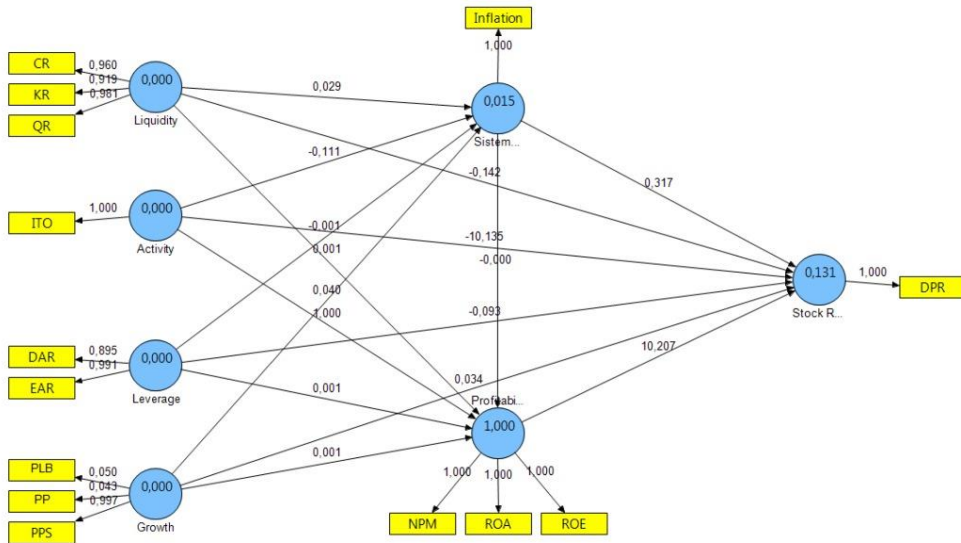 Inflation
1,000
CR
0,960
0,000
KR
0,919
QR
0,981
Liquidity
0,029
0,015
Sistem...
-0,111
-0,142
0,317
ITO
1,000
0,000
Activity
-0,001
0,001
-10,135
-0,000
0,131
1,000
DPR
Stock R...
0,040
1,000
-0,093
DAR
0,895
0,000
EAR
0,991
Leverage
10,207
0,001
0,034
Profitabi...
1,000
PLB
0,050
0,000
0,001
PP
0,043
PPS
0,997
Growth
1,000
1,000
1,000
NPM
ROA
ROE